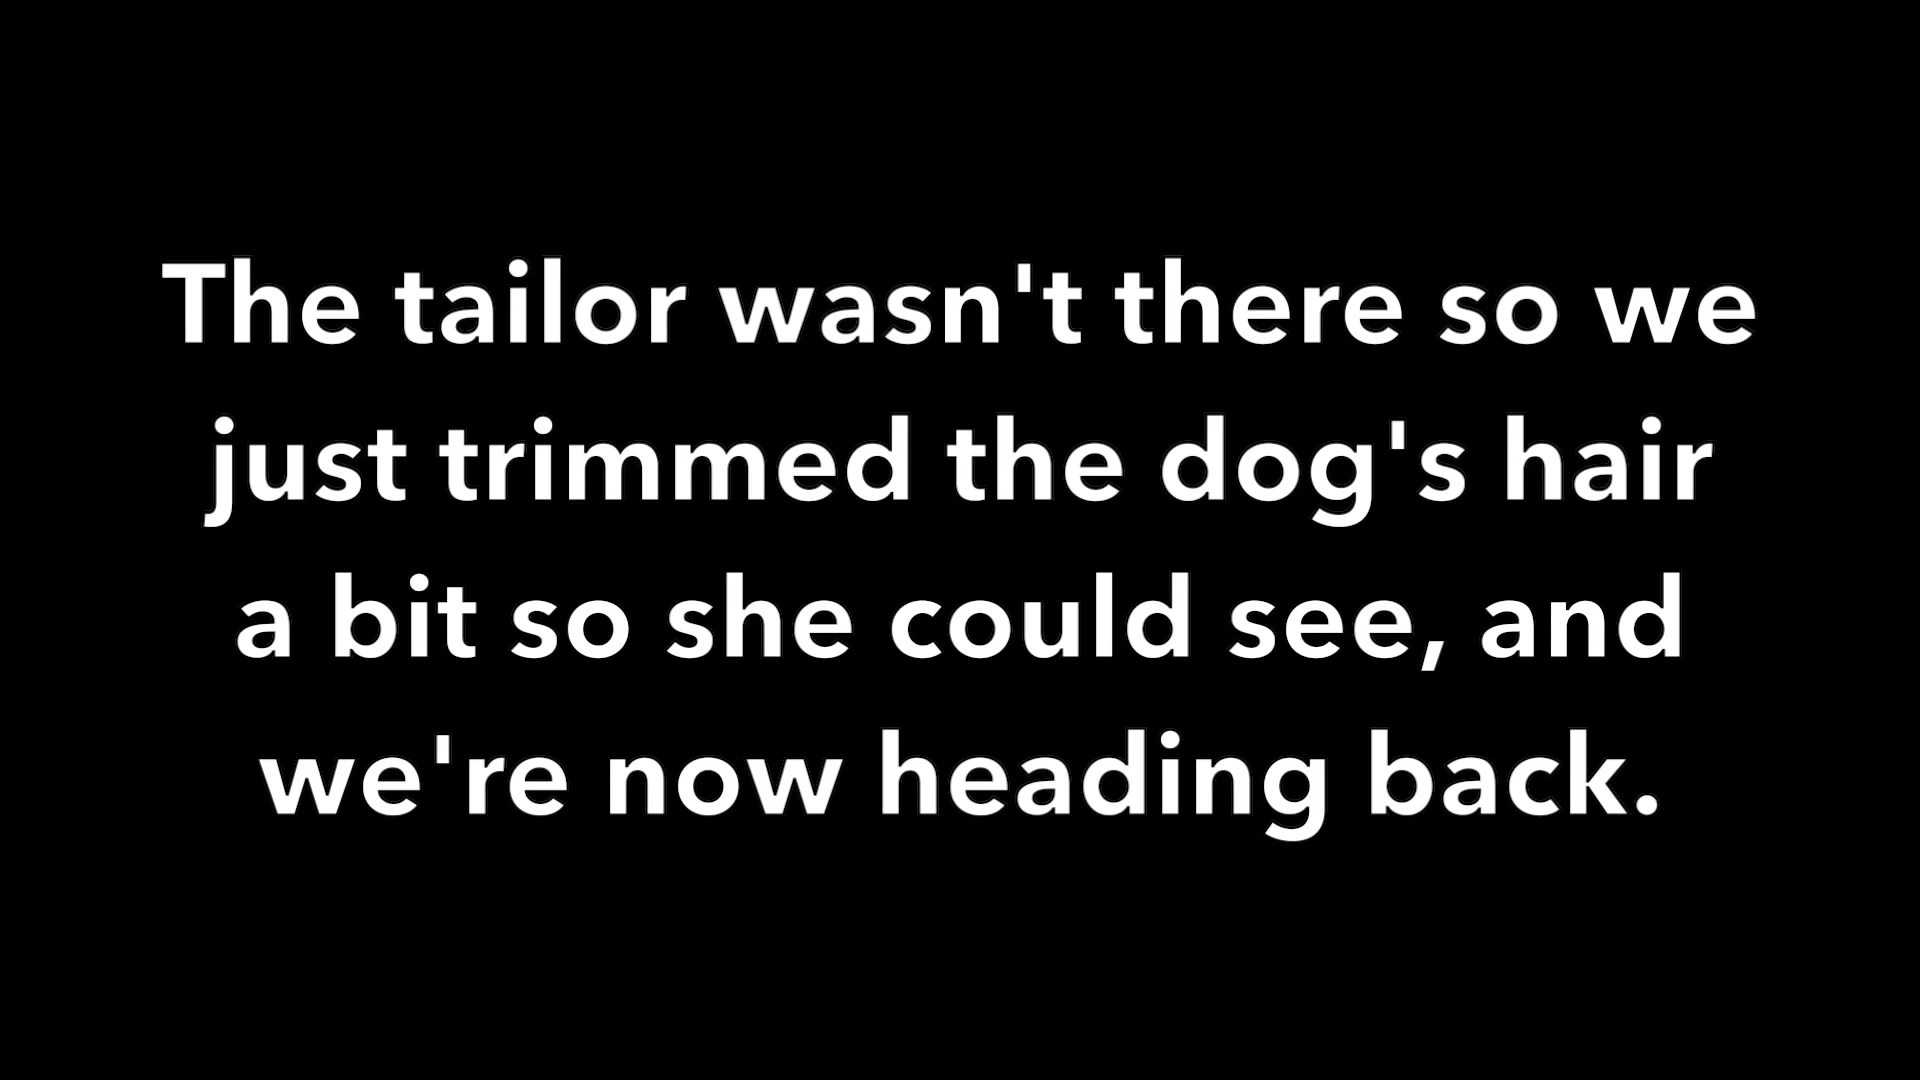 The tailor wasn't there so we
just trimmed the dog's hair
a bit so she could see, and
we're now heading back.